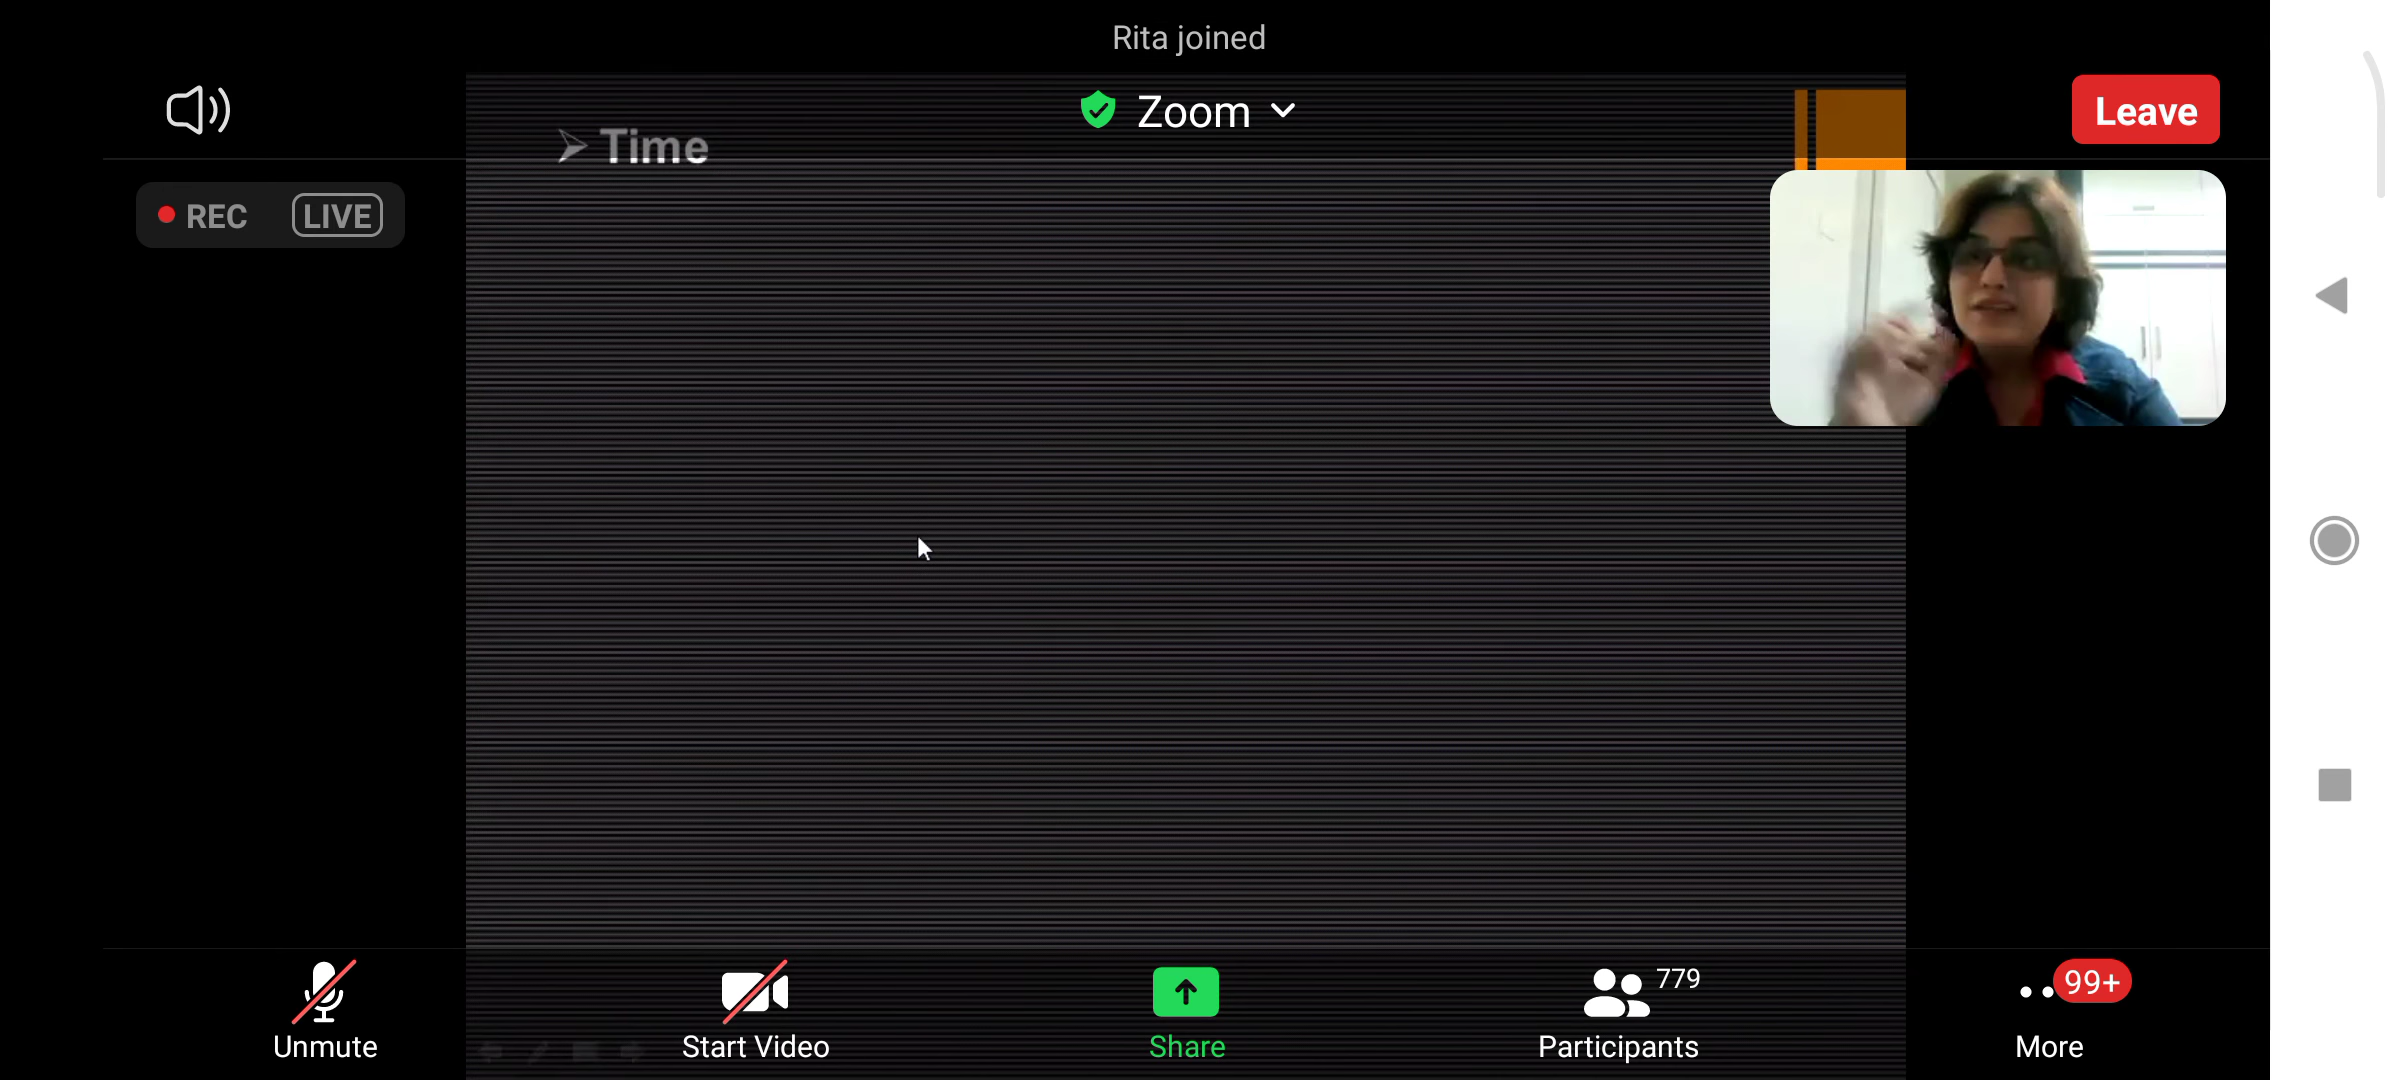 Rita joined
Zoom
Leave
Time
REC
LIVE
Unmute
Start Video
Share
Participants
779
More
99+